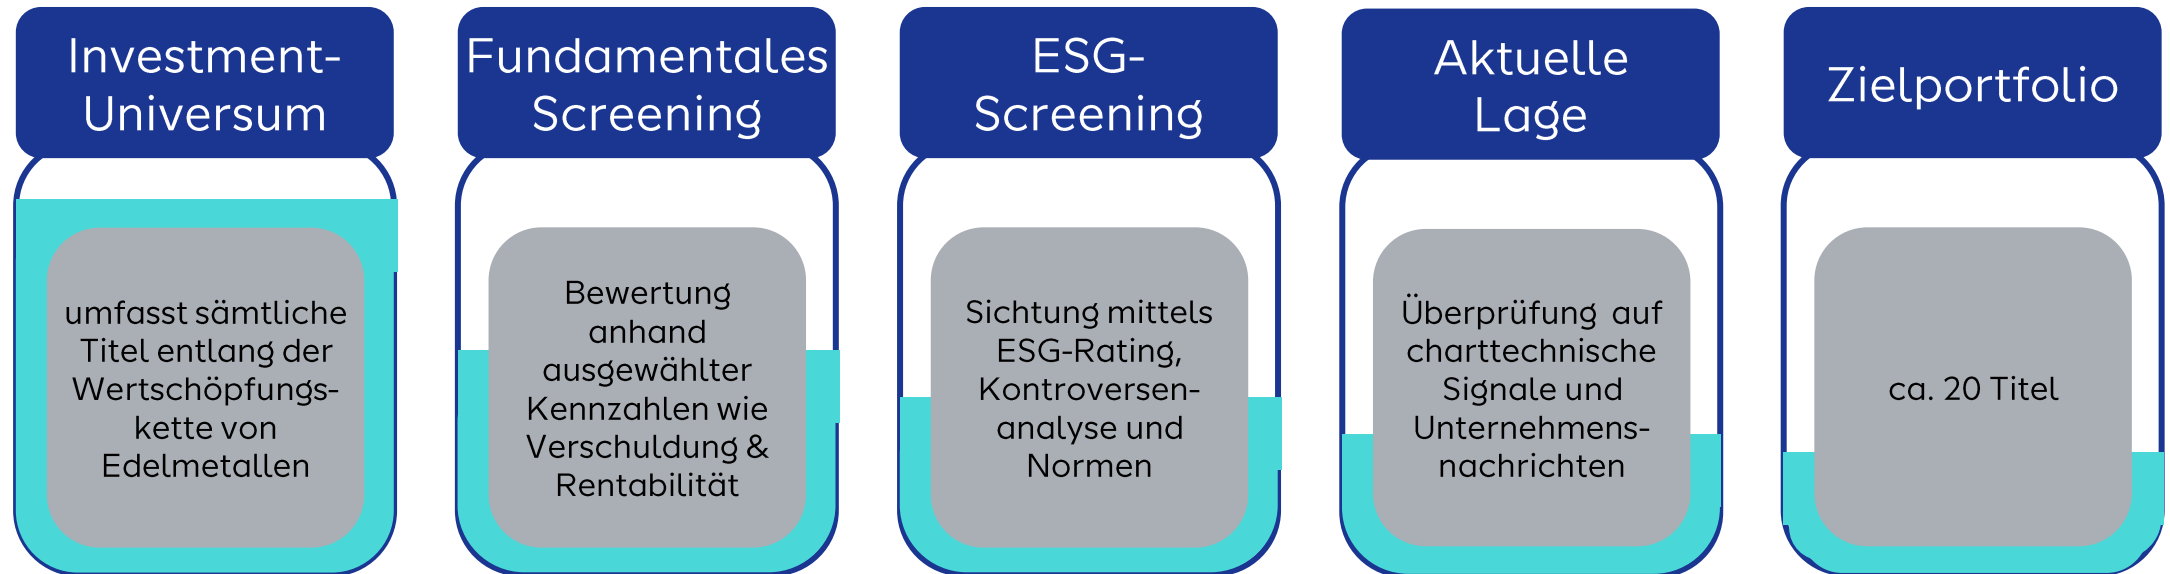 Investment-
Universum
umfasst sämtliche
Titel entlang der
Wertschöpfungs-
kette von
Edelmetallen
Fundamentales
Screening
Bewertung
anhand
ausgewählter
Kennzahlen wie
Verschuldung &
Rentabilität
ESG-
Screening
Sichtung mittels
ESG-Rating,
Kontroversen-
analyse und
Normen
Aktuelle
Lage
Überprüfung auf
charttechnische
Signale und
Unternehmens-
nachrichten
Zielportfolio
ca. 20 Titel